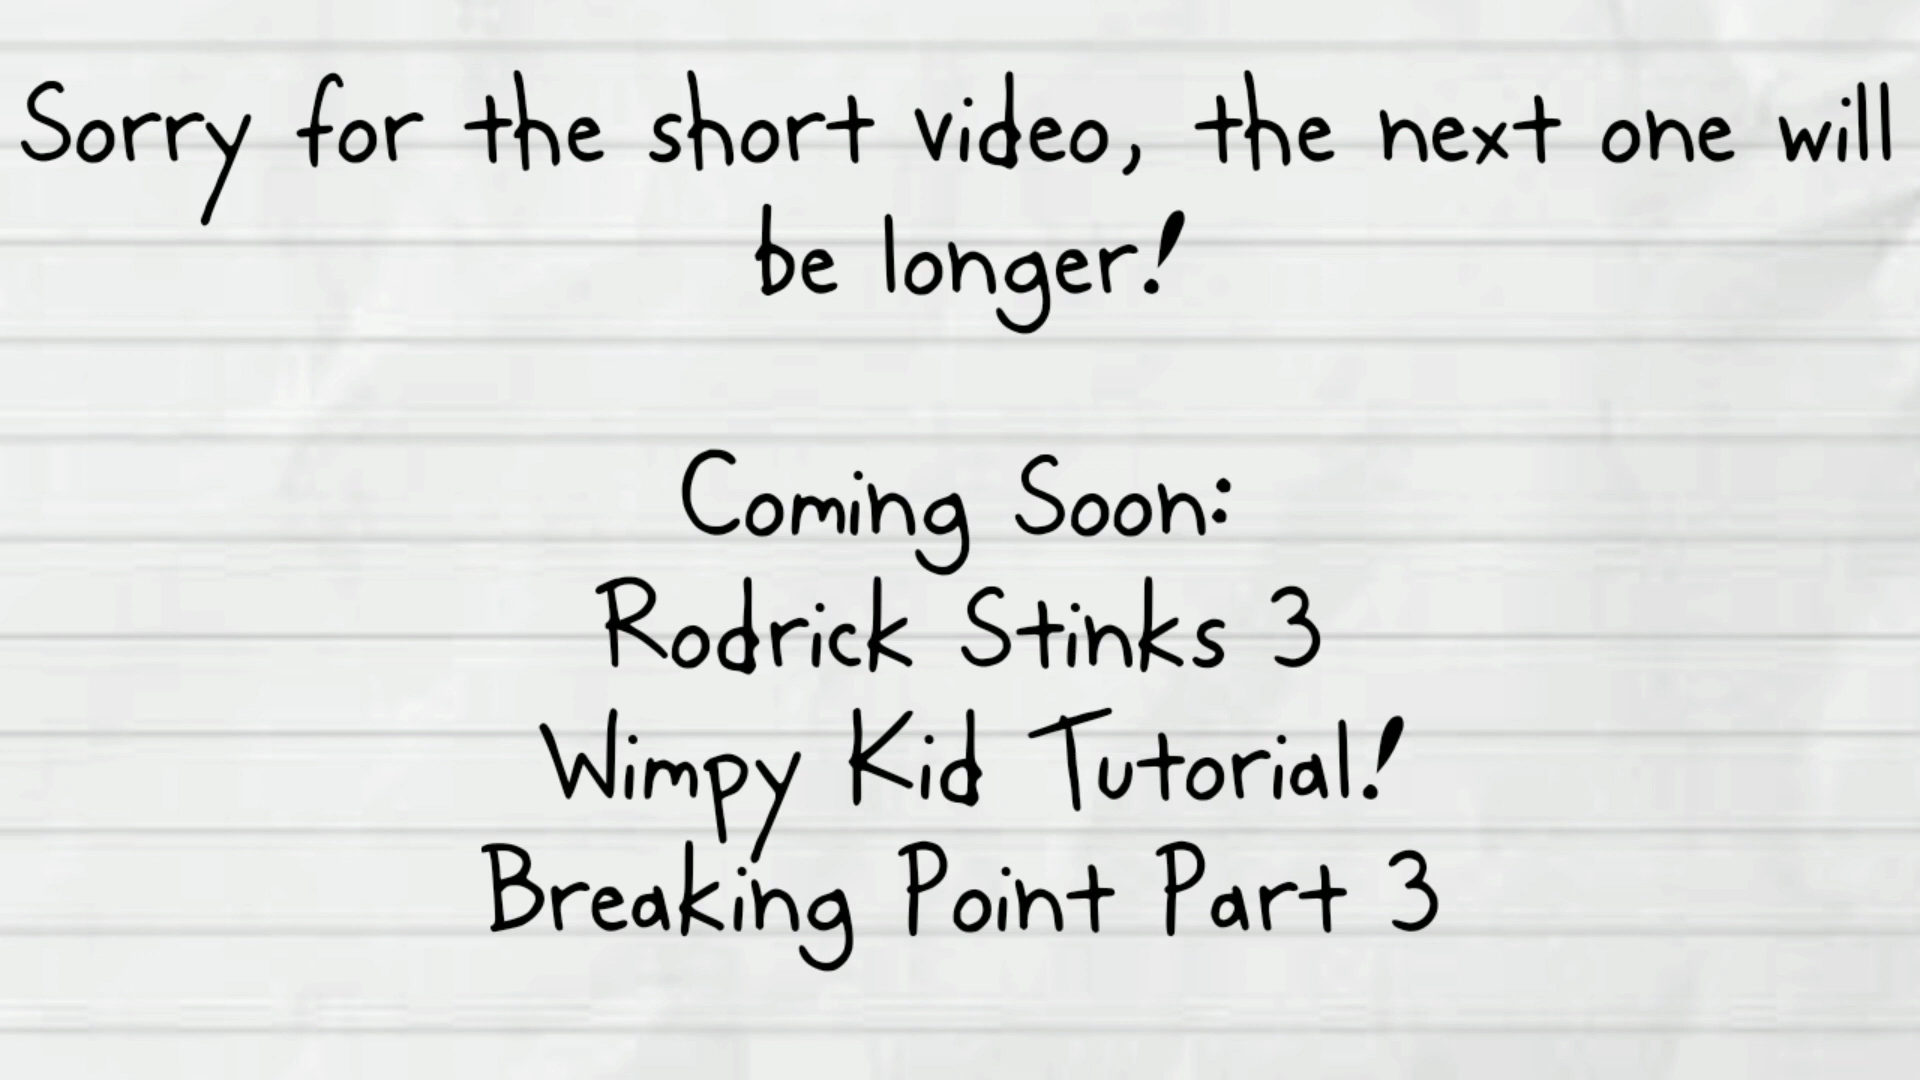 Sorry for the short video, the next one will
be longer!
Coming Soon:
Rodrick Stinks 3
Wimpy Kid Tutorial!
Breaking Point Part 3